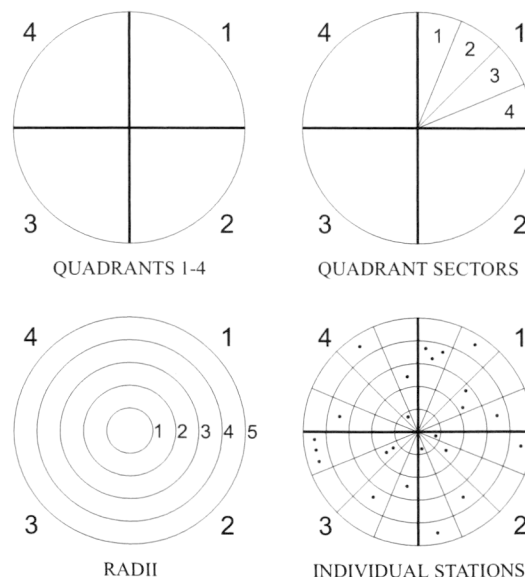 4 1
3 2
QUADRANTS 1-4
4 1
1
2
3
4
3 2
QUADRANT SECTORS
4 1
1 2 3 4 5
3 2
RADII
4 1
3 2
INDIVIDUAL STATIONS